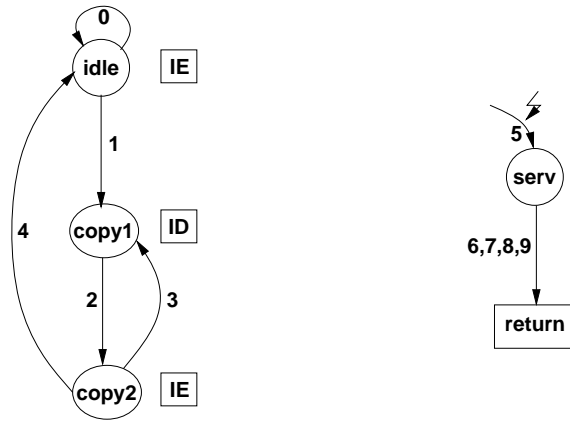 0
idle
IE
1
5
serv
4
copy1
ID
6,7,8,9
2
3
return
copy2
IE